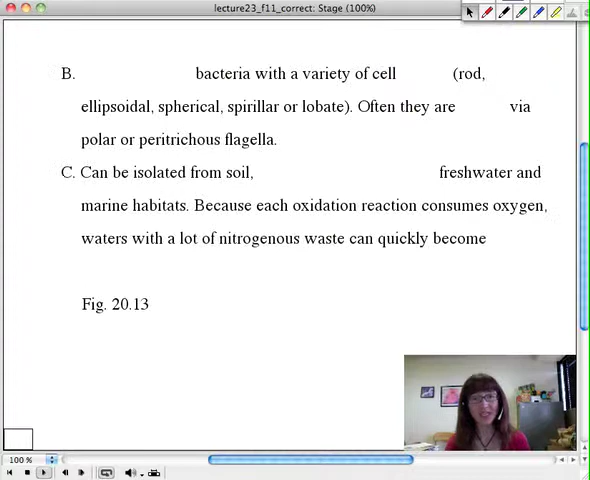 lecture23_f11_correct: Stage (100%)
B. bacteria with a variety of cell (rod,
ellipsoidal, spherical, spirillar or lobate). Often they are via
polar or peritrichous flagella.
C. Can be isolated from soil, freshwater and
marine habitats. Because each oxidation reaction consumes oxygen,
waters with a lot of nitrogenous waste can quickly become
Fig. 20.13
100 %